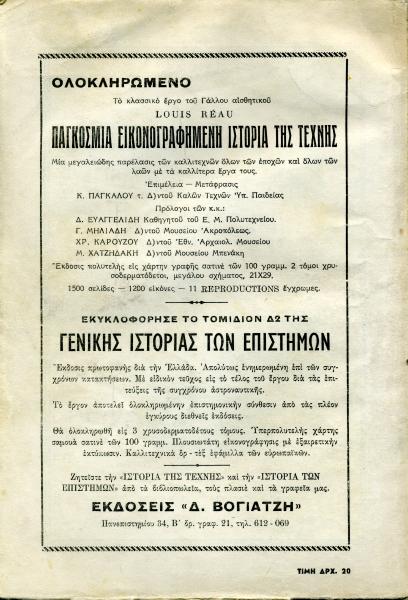 ΟΛΟΚΛΗΡΩΜΕΝΟ
Τὸ κλασσικὸ ἔργο τοῦ Γάλλου αἰσθητικοῦ
LOUIS RÉAU
ΠΑΓΚΟΣΜΙΑ ΕΙΚΟΝΟΓΡΑΦΗΜΕΝΗ ΙΣΤΟΡΙΑ ΤΗΣ ΤΕΧΝΗΣ
Μία μεγαλειώδης παρέλασις τῶν καλλιτεχνῶν ὅλων τῶν ἐποχῶν καὶ ὅλων τῶν
λαῶν μὲ τὰ καλλίτερα ἔργα τους.
Ἐπιμέλεια — Μετάφρασις
Κ. ΠΑΓΚΑΛΟΥ τ. Δ)ντοῦ Καλῶν Τεχνῶν Ὑπ. Παιδείας
Πρόλογοι τῶν κ.κ.:
Δ. ΕΥΑΓΓΕΛΙΔΗ Καθηγητοῦ τοῦ Ε. Μ. Πολυτεχνείου.
Γ. ΜΗΛΙΑΔΗ Δ)ντοῦ Μουσείου Ἀκροπόλεως.
ΧΡ. ΚΑΡΟΥΖΟΥ Δ)ντοῦ Ἐθν. Ἀρχαιολ. Μουσείου
Μ. ΧΑΤΖΗΔΑΚΗ Δ)ντοῦ Μουσείου Μπενάκη
Ἔκδοσις πολυτελὴς εἰς χάρτην γραφῆς σατινὲ τῶν 100 γραμμ. 2 τόμοι χρυ-
σοδερματόδετοι, μεγάλου σχήματος, 21Χ29.
1500 σελίδες — 1200 εἰκόνες — 11 REPRODUCTIONS ἔγχρωμες.
ΕΚΥΚΛΟΦΟΡΗΣΕ ΤΟ ΤΟΜΙΔΙΟΝ ΔΩ ΤΗΣ
ΓΕΝΙΚΗΣ ΙΣΤΟΡΙΑΣ ΤΩΝ ΕΠΙΣΤΗΜΩΝ
Ἔκδοσις πρωτοφανὴς διὰ τὴν Ἑλλάδα. Ἀπολύτως ἐνημερωμένη ἐπὶ τῶν συγ-
χρόνων κατακτήσεων. Μὲ εἰδικὸν τεῦχος εἰς τὸ τέλος τοῦ ἔργου διὰ τὰς ἐπι-
τεύξεις τῆς συγχρόνου ἀστροναυτικῆς.
Τὸ ἔργον ἀποτελεῖ ὁλοκληρωμένην ἐπιστημονικὴν σύνθεσιν ἀπὸ τὰς πλέον
ἐγκύρους διεθνεῖς ἐκδόσεις.
Θὰ ὁλοκληρωθῇ εἰς 3 χρυσοδερματοδέτους τόμους. Ὑπερπολυτελὴς χάρτης
σαμουὰ σατινὲ τῶν 100 γραμμ. Πλουσιωτάτη εἰκονογράφησις μὲ ἐξαιρετικὴν
ἐκτύπωσιν. Καλλιτεχνικὰ ὂρ - τὲξ ἐφάμιλλα τῶν εὐρωπαϊκῶν.
Ζητεῖστε τὴν «ΙΣΤΟΡΙΑ ΤΗΣ ΤΕΧΝΗΣ» καὶ τὴν «ΙΣΤΟΡΙΑ ΤΩΝ
ΕΠΙΣΤΗΜΩΝ» ἀπὸ τὰ βιβλιοπωλεῖα, τοὺς πλασιὲ καὶ τὰ γραφεῖα μας.
ΕΚΔΟΣΕΙΣ «Δ. ΒΟΓΙΑΤΖΗ»
Πανεπιστημίου 34, Β΄ ὄρ. γραφ. 21, τηλ. 612 - 069
ΤΙΜΗ ΔΡΧ. 20